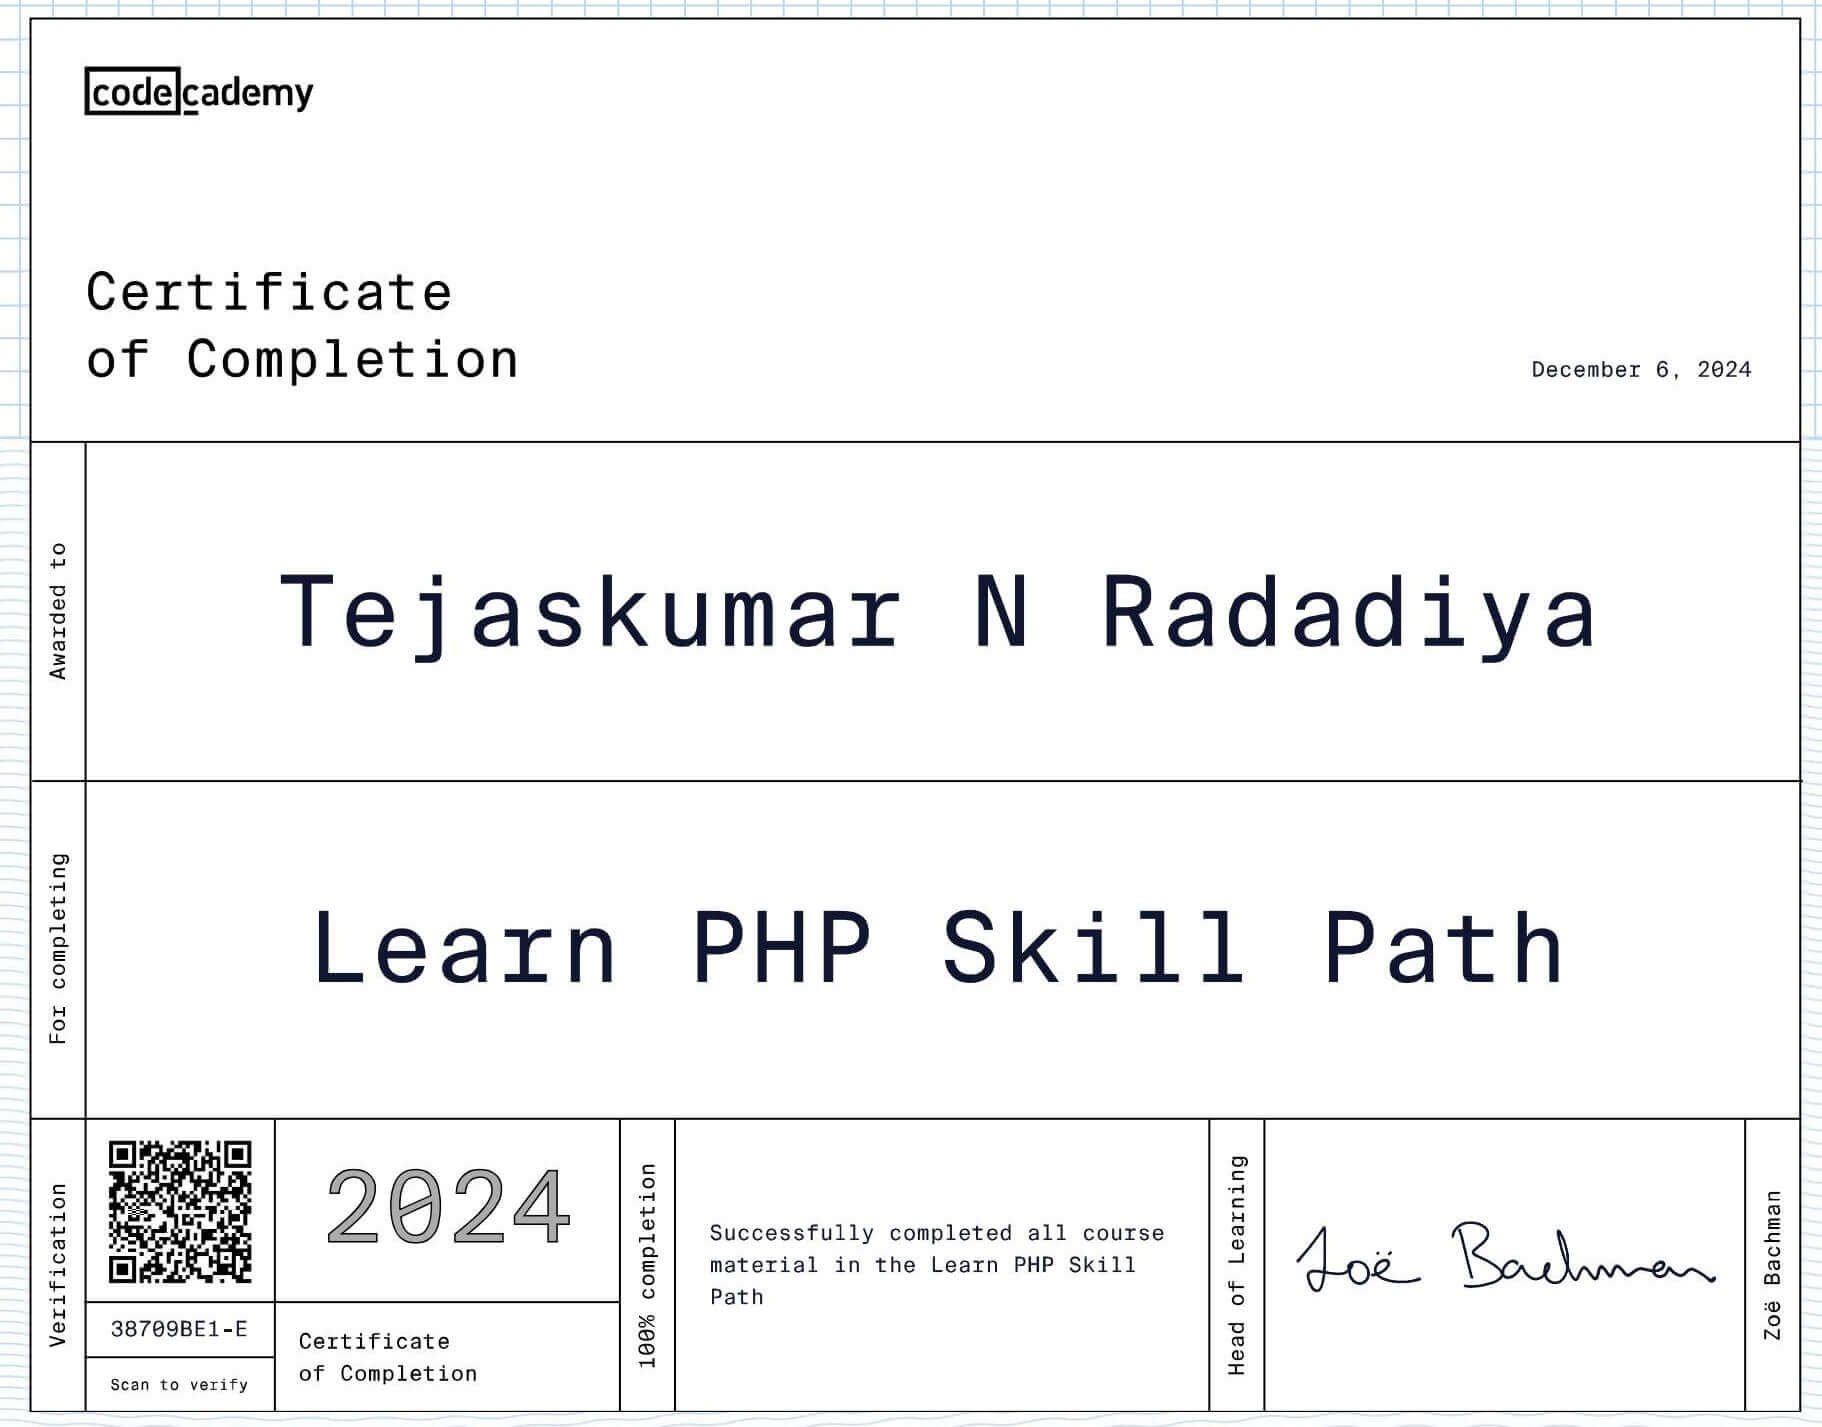 codecademy
Certificate
of Completion
December 6, 2024
Awarded to
Tejaskumar N Radadiya
For completing
Learn PHP Skill Path
Verification
38709BE1-E
Scan to verify
2024
Certificate
of Completion
100% completion
Successfully completed all course
material in the Learn PHP Skill
Path
Head of Learning
Zoë Bachman
Zoë Bachman